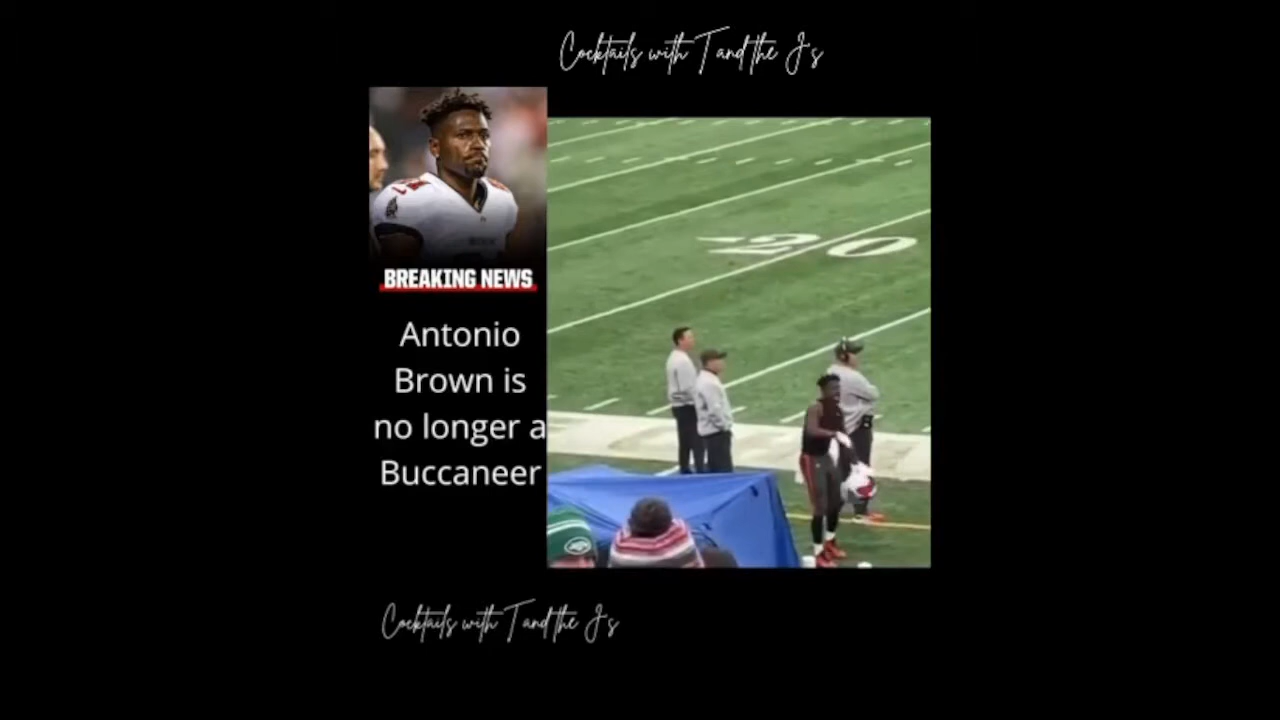 Cocktails with T and the J's
BREAKING NEWS
Antonio
Brown is
no longer a
Buccaneer
20
Cocktails with T and the J's